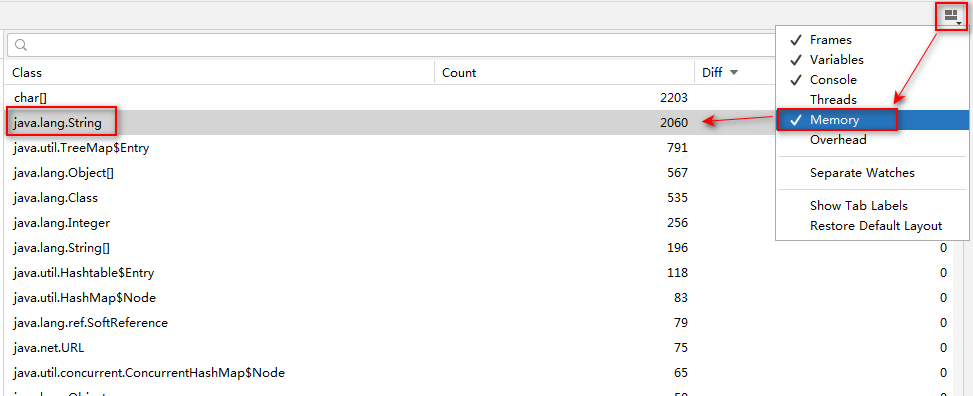 Class Count Diff
char[] 2203
java.lang.String 2060
java.util.TreeMap$Entry 791
java.lang.Object[] 567
java.lang.Class 535
java.lang.Integer 256
java.lang.String[] 196 0
java.util.Hashtable$Entry 118 0
java.util.HashMap$Node 83 0
java.lang.ref.SoftReference 79 0
java.net.URL 75 0
java.util.concurrent.ConcurrentHashMap$Node 65 0
Frames
Variables
Console
Threads
Memory
Overhead
Separate Watches
Show Tab Labels
Restore Default Layout